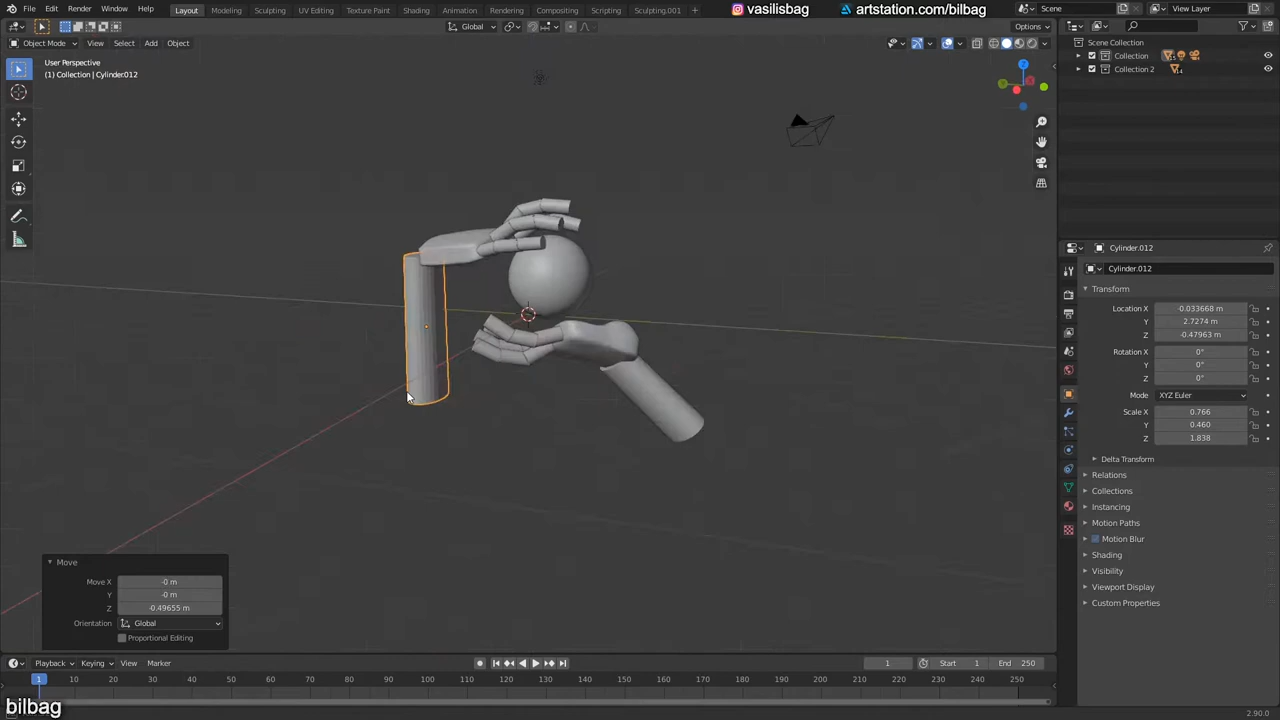 File Edit Render Window Help Layout Modeling Sculpting UV Editing Texture Paint Shading Animation Rendering Compositing Scripting Sculpting.001 + vasilisbag artstation.com/bilbag Scene View Layer
Global Options
Object Mode View Select Add Object
User Perspective
(1) Collection | Cylinder.012
Scene Collection
Collection
Collection 2 14
Z
Cylinder.012
Cylinder.012
Transform
Location X -0.033668 m
Y 2.7274 m
Z -0.47963 m
Rotation X 0°
Y 0°
Z 0°
Mode XYZ Euler
Scale X 0.766
Y 0.460
Z 1.838
Delta Transform
Relations
Collections
Instancing
Motion Paths
Motion Blur
Shading
Visibility
Viewport Display
Custom Properties
Move
Move X -0 m
Y -0 m
Z -0.49655 m
Orientation Global
Proportional Editing
Playback Keying View Marker 1 Start 1 End 250
1 10 20 30 40 50 60 70 80 90 100 110 120 130 140 150 160 170 180 190 200 210 220 230 240 250
bilbag 2.90.0